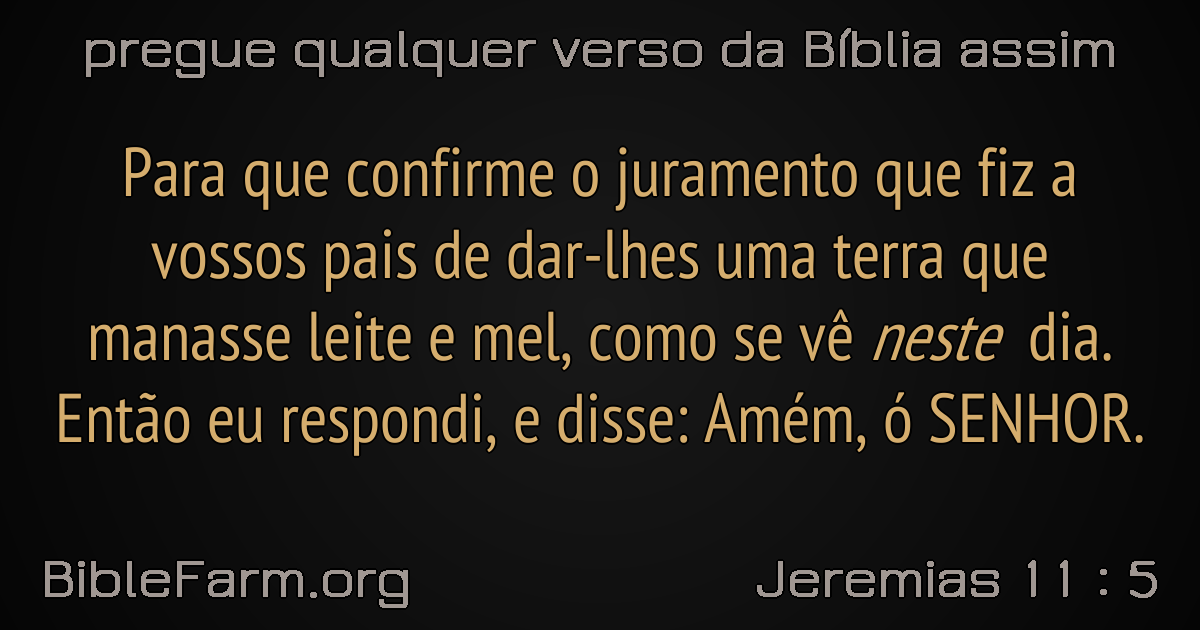 pregue qualquer verso da Bíblia assim
Para que confirme o juramento que fiz a
vossos pais de dar-lhes uma terra que
manasse leite e mel, como se vê neste dia.
Então eu respondi, e disse: Amém, ó SENHOR.
BibleFarm.org
Jeremias 11 : 5